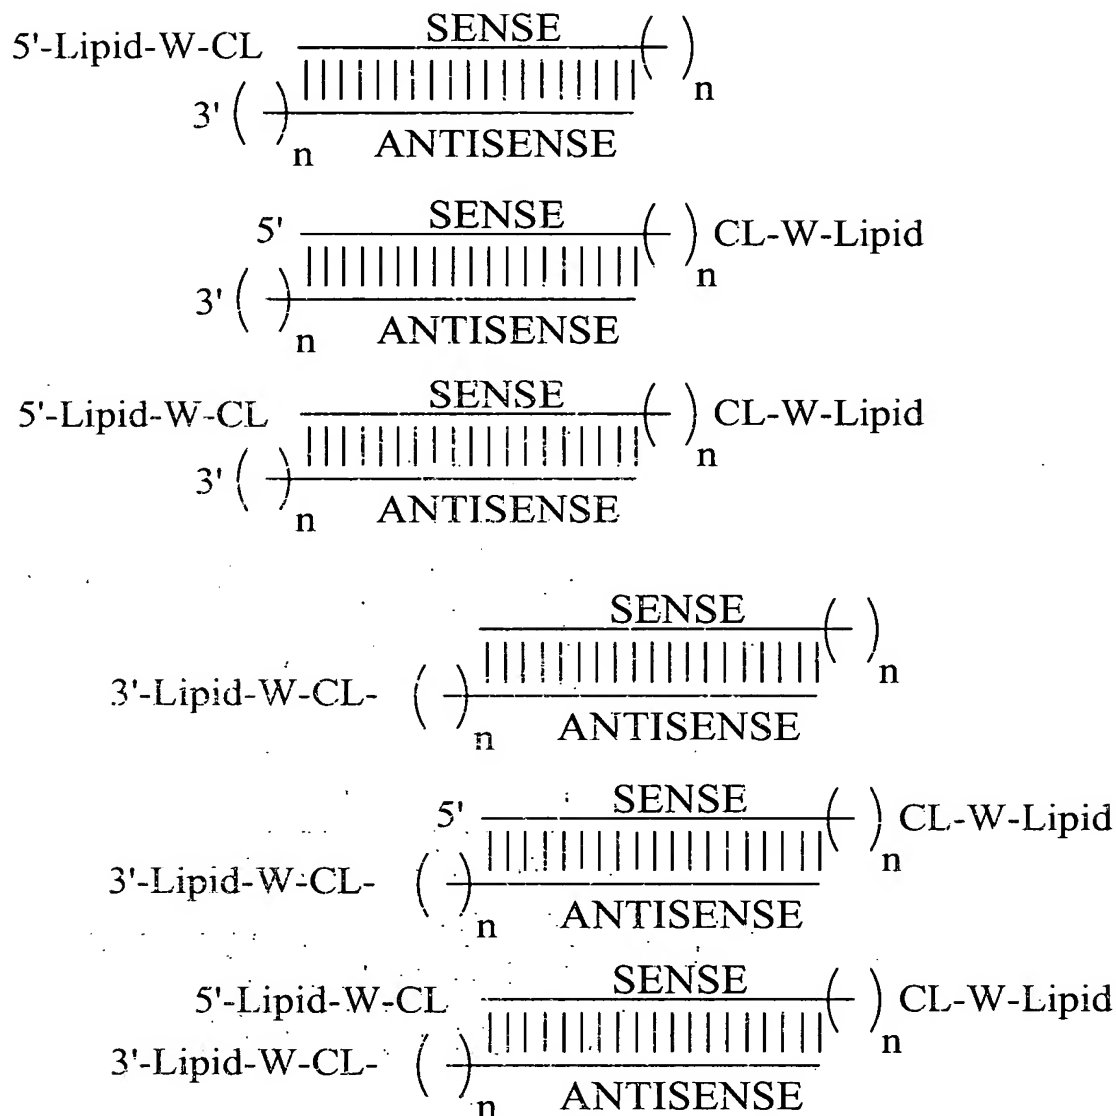 SENSE
5'-Lipid-W-CL ( )n
3' ( )n ANTISENSE
SENSE
5' ( )n CL-W-Lipid
3' ( )n ANTISENSE
SENSE
5'-Lipid-W-CL ( )n CL-W-Lipid
3' ( )n ANTISENSE
SENSE
( )n
3'-Lipid-W-CL- ( )n ANTISENSE
SENSE
5' ( )n CL-W-Lipid
3'-Lipid-W-CL- ( )n ANTISENSE
SENSE
5'-Lipid-W-CL ( )n CL-W-Lipid
3'-Lipid-W-CL- ( )n ANTISENSE